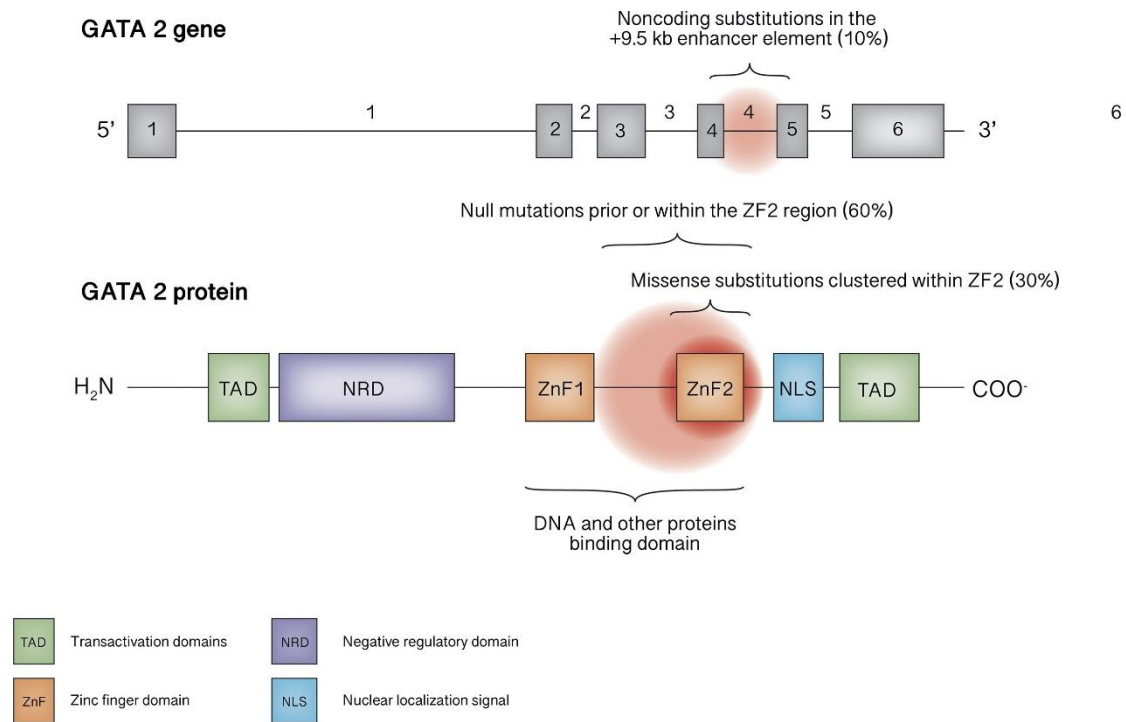 GATA 2 gene
Noncoding substitutions in the
+9.5 kb enhancer element (10%)
1 2 3 4 5 6
5’ 1 2 3 4 5 6 3’
Null mutations prior or within the ZF2 region (60%)
Missense substitutions clustered within ZF2 (30%)
GATA 2 protein
H₂N TAD NRD ZnF1 ZnF2 NLS TAD COO⁻
DNA and other proteins
binding domain
TAD Transactivation domains NRD Negative regulatory domain
ZnF Zinc finger domain NLS Nuclear localization signal